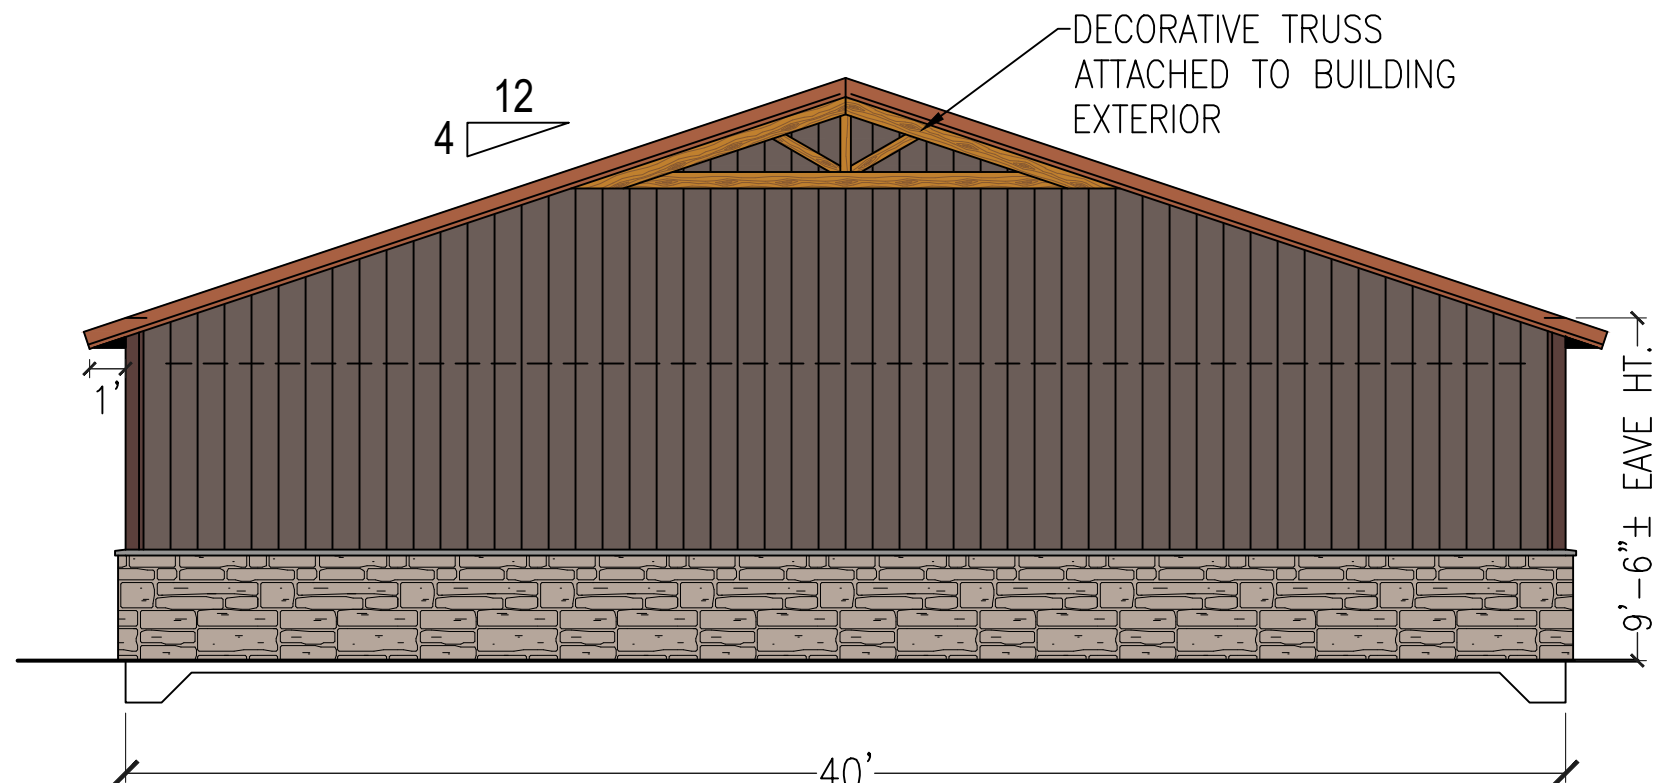 DECORATIVE TRUSS
ATTACHED TO BUILDING
EXTERIOR
12
4
1'
9'-6"± EAVE HT.
40'